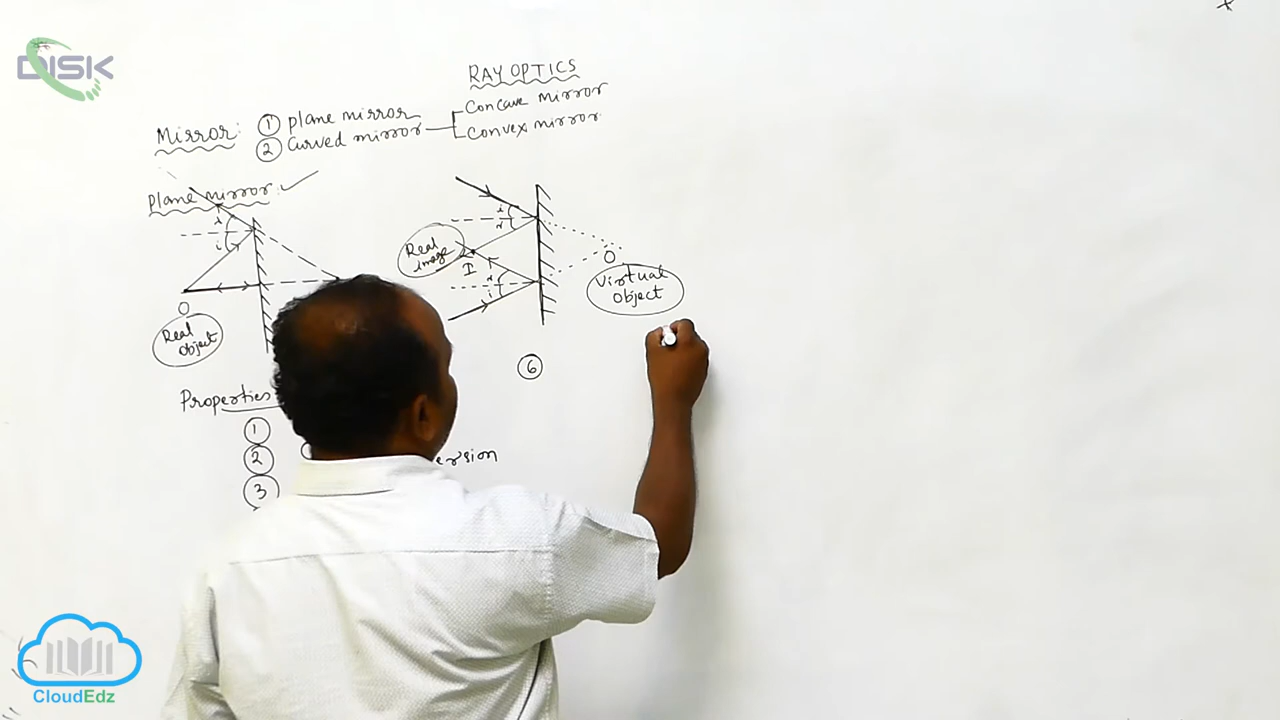 DISK
RAY OPTICS
Mirror: ① plane mirror
② Curved mirror
Concave mirror
Convex mirror
Plane mirror:
i
i
O
Real
Object
i
r
Real
image
I
r
i
O
Virtual
Object
⑥
Properties
①
②
③
CloudEdz